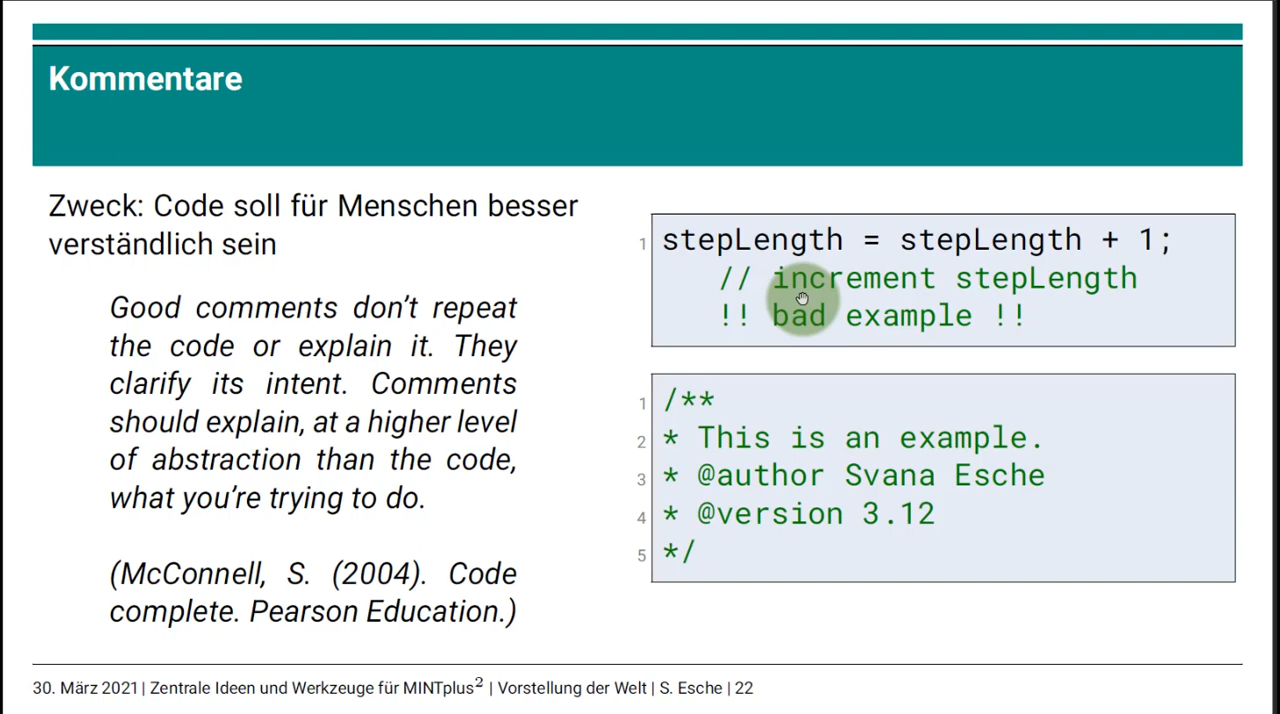 Kommentare
Zweck: Code soll für Menschen besser
verständlich sein
Good comments don't repeat
the code or explain it. They
clarify its intent. Comments
should explain, at a higher level
of abstraction than the code,
what you're trying to do.
(McConnell, S. (2004). Code
complete. Pearson Education.)
1 stepLength = stepLength + 1;
// increment stepLength
!! bad example !!
1 /**
2 * This is an example.
3 * @author Svana Esche
4 * @version 3.12
5 */
30. März 2021 | Zentrale Ideen und Werkzeuge für MINTplus² | Vorstellung der Welt | S. Esche | 22